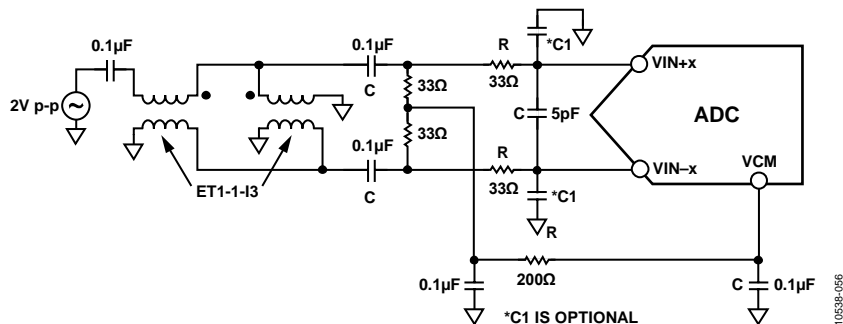 *C1
0.1µF
0.1µF
R
VIN+x
C
33Ω
33Ω
2V p-p
C
5pF
ADC
33Ω
0.1µF
R
VIN–x
VCM
ET1-1-I3
C
33Ω
*C1
R
0.1µF
200Ω
C
0.1µF
*C1 IS OPTIONAL
10538-056